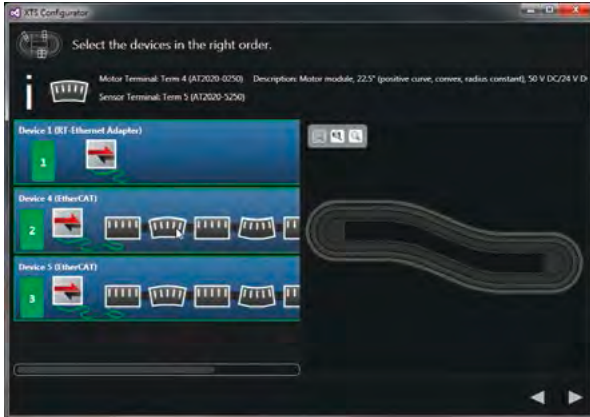 XTS Configurator
Select the devices in the right order.
Motor Terminal: Term 4 (AT2020-0250) Description: Motor module, 22.5° (positive curve, convex, radius constant), 50 V DC/24 V D
Sensor Terminal: Term 5 (AT2020-5250)
Device 1 (RT-Ethernet Adapter)
1
Device 4 (EtherCAT)
2
Device 5 (EtherCAT)
3